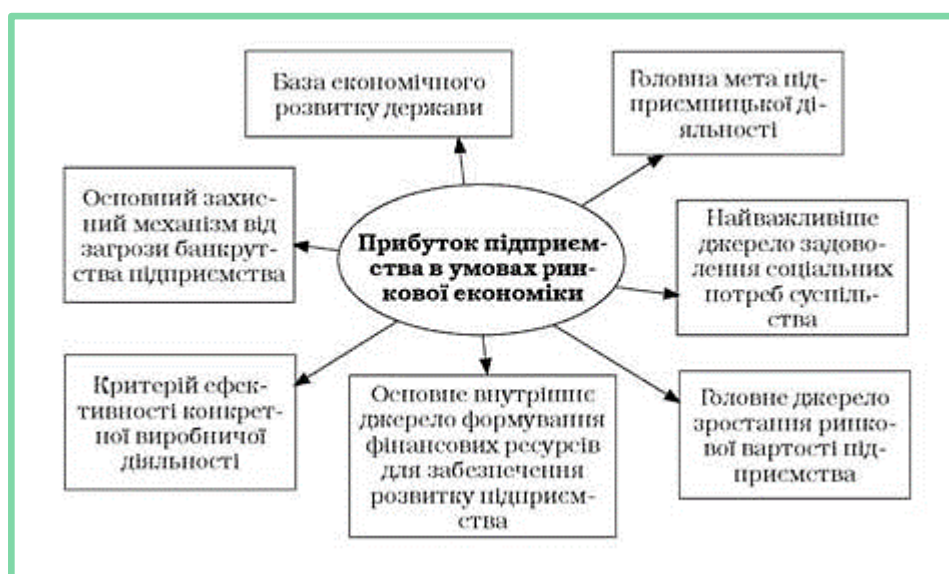 База економічного
розвитку держави
Головна мета під-
приємницької ді-
яльності
Основний захис-
ний механізм від
загрози банкрут-
ства підприємства
Прибуток підприєм-
ства в умовах рин-
кової економіки
Найважливіше
джерело задово-
лення соціальних
потреб суспіль-
ства
Критерій ефек-
тивності конкрет-
ної виробничої
діяльності
Основне внутрішнє
джерело формування
фінансових ресурсів
для забезпечення
розвитку підприєм-
ства
Головне джерело
зростання ринко-
вої вартості під-
приємства